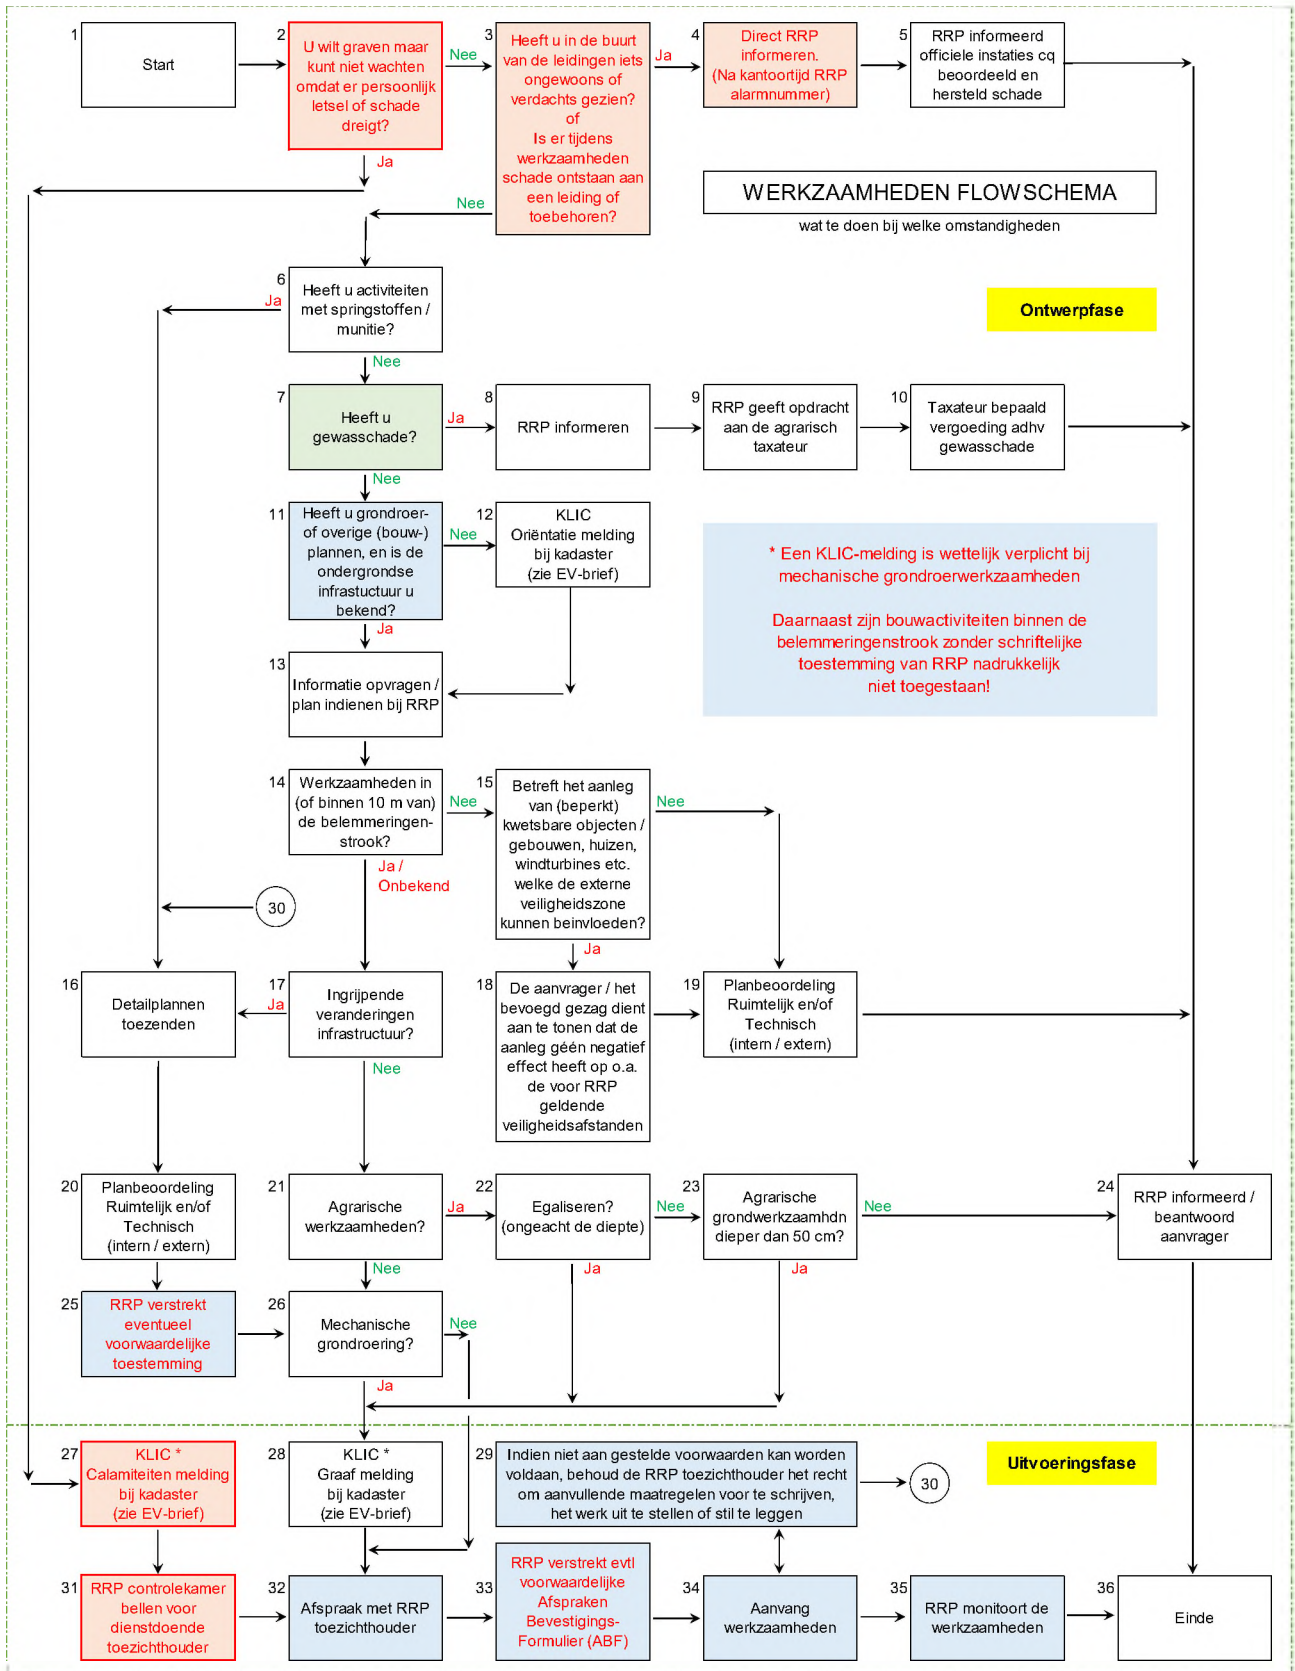 1
Start
2
U wilt graven maar
kunt niet wachten
omdat er persoonlijk
letsel of schade
dreigt?
Nee
Ja
3
Heeft u in de buurt
van de leidingen iets
ongewoons of
verdachts gezien?
of
Is er tijdens
werkzaamheden
schade ontstaan aan
een leiding of
toebehoren?
Ja
Nee
4
Direct RRP
informeren.
(Na kantoortijd RRP
alarmnummer)
5
RRP informeerd
officiele instaties cq
beoordeeld en
hersteld schade
WERKZAAMHEDEN FLOWSCHEMA
wat te doen bij welke omstandigheden
6
Heeft u activiteiten
met springstoffen /
munitie?
Ja
Nee
Ontwerpfase
7
Heeft u
gewasschade?
Ja
Nee
8
RRP informeren
9
RRP geeft opdracht
aan de agrarisch
taxateur
10
Taxateur bepaald
vergoeding adhv
gewasschade
11
Heeft u grondroer-
of overige (bouw-)
plannen, en is de
ondergrondse
infrastuctuur u
bekend?
Nee
Ja
12
KLIC
Oriëntatie melding
bij kadaster
(zie EV-brief)
* Een KLIC-melding is wettelijk verplicht bij
mechanische grondroerwerkzaamheden
Daarnaast zijn bouwactiviteiten binnen de
belemmeringenstrook zonder schriftelijke
toestemming van RRP nadrukkelijk
niet toegestaan!
13
Informatie opvragen /
plan indienen bij RRP
14
Werkzaamheden in
(of binnen 10 m van)
de belemmeringen-
strook?
Nee
Ja /
Onbekend
15
Betreft het aanleg
van (beperkt)
kwetsbare objecten /
gebouwen, huizen,
windturbines etc.
welke de externe
veiligheidszone
kunnen beinvloeden?
Nee
Ja
30
16
Detailplannen
toezenden
17
Ingrijpende
veranderingen
infrastructuur?
Ja
Nee
18
De aanvrager / het
bevoegd gezag dient
aan te tonen dat de
aanleg géén negatief
effect heeft op o.a.
de voor RRP
geldende
veiligheidsafstanden
19
Planbeoordeling
Ruimtelijk en/of
Technisch
(intern / extern)
20
Planbeoordeling
Ruimtelijk en/of
Technisch
(intern / extern)
21
Agrarische
werkzaamheden?
Ja
Nee
22
Egaliseren?
(ongeacht de diepte)
Nee
Ja
23
Agrarische
grondwerkzaamhdn
dieper dan 50 cm?
Nee
Ja
24
RRP informeerd /
beantwoord
aanvrager
25
RRP verstrekt
eventueel
voorwaardelijke
toestemming
26
Mechanische
grondroering?
Nee
Ja
27
KLIC *
Calamiteiten melding
bij kadaster
(zie EV-brief)
28
KLIC *
Graaf melding
bij kadaster
(zie EV-brief)
29
Indien niet aan gestelde voorwaarden kan worden
voldaan, behoud de RRP toezichthouder het recht
om aanvullende maatregelen voor te schrijven,
het werk uit te stellen of stil te leggen
30
Uitvoeringsfase
31
RRP controlekamer
bellen voor
dienstdoende
toezichthouder
32
Afspraak met RRP
toezichthouder
33
RRP verstrekt evtl
voorwaardelijke
Afspraken
Bevestigings-
Formulier (ABF)
34
Aanvang
werkzaamheden
35
RRP monitoort de
werkzaamheden
36
Einde